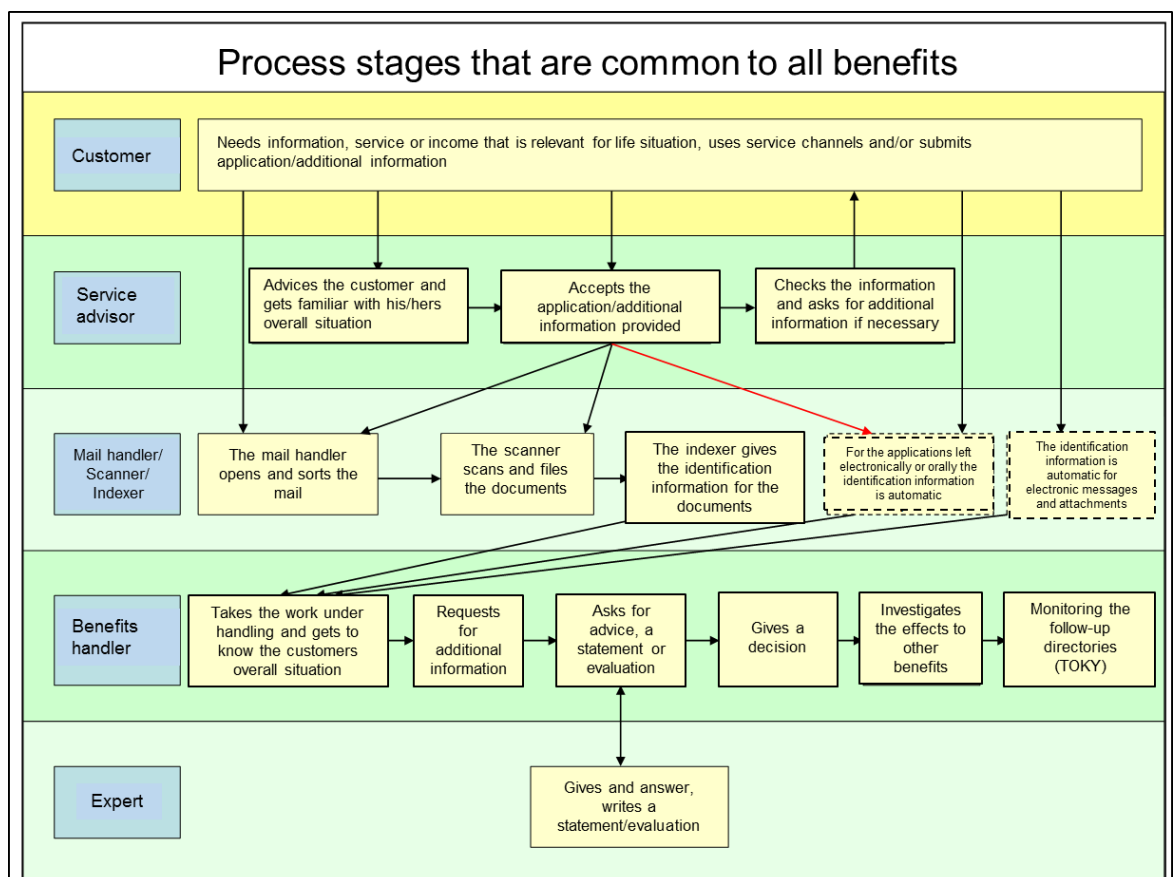 Process stages that are common to all benefits
Customer
Needs information, service or income that is relevant for life situation, uses service channels and/or submits
application/additional information
Service
advisor
Advices the customer and
gets familiar with his/hers
overall situation
Accepts the
application/additional
information provided
Checks the information
and asks for additional
information if necessary
Mail handler/
Scanner/
Indexer
The mail handler
opens and sorts the
mail
The scanner
scans and files
the documents
The indexer gives
the identification
information for the
documents
For the applications left
electronically or orally the
identification information
is automatic
The identification
information is
automatic for
electronic messages
and attachments
Benefits
handler
Takes the work under
handling and gets to
know the customers
overall situation
Requests
for
additional
information
Asks for
advice, a
statement or
evaluation
Gives a
decision
Investigates
the effects to
other
benefits
Monitoring the
follow-up
directories
(TOKY)
Expert
Gives and answer,
writes a
statement/evaluation